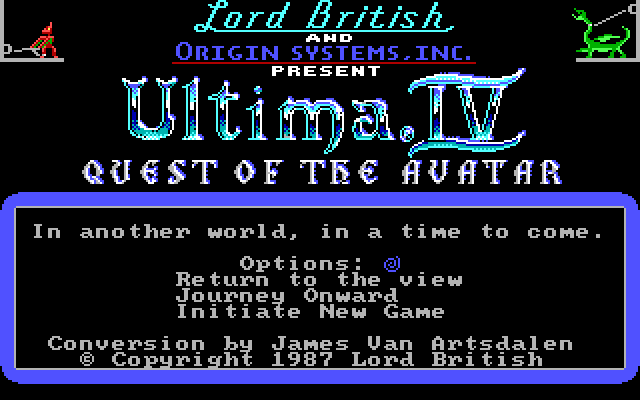 Lord British
AND
ORIGIN SYSTEMS, INC.
PRESENT
Ultima. IV
QUEST OF THE AVATAR
In another world, in a time to come.
Options:
Return to the view
Journey Onward
Initiate New Game
Conversion by James Van Artsdalen
© Copyright 1987 Lord British